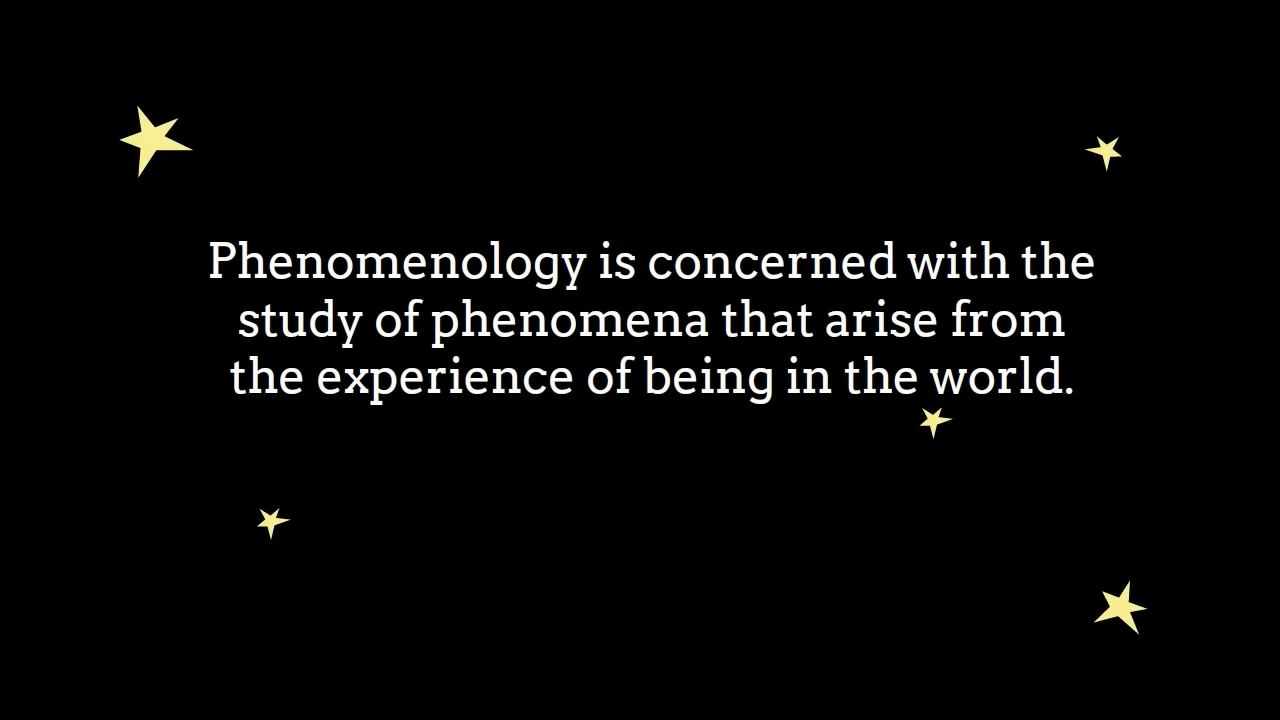 Phenomenology is concerned with the
study of phenomena that arise from
the experience of being in the world.